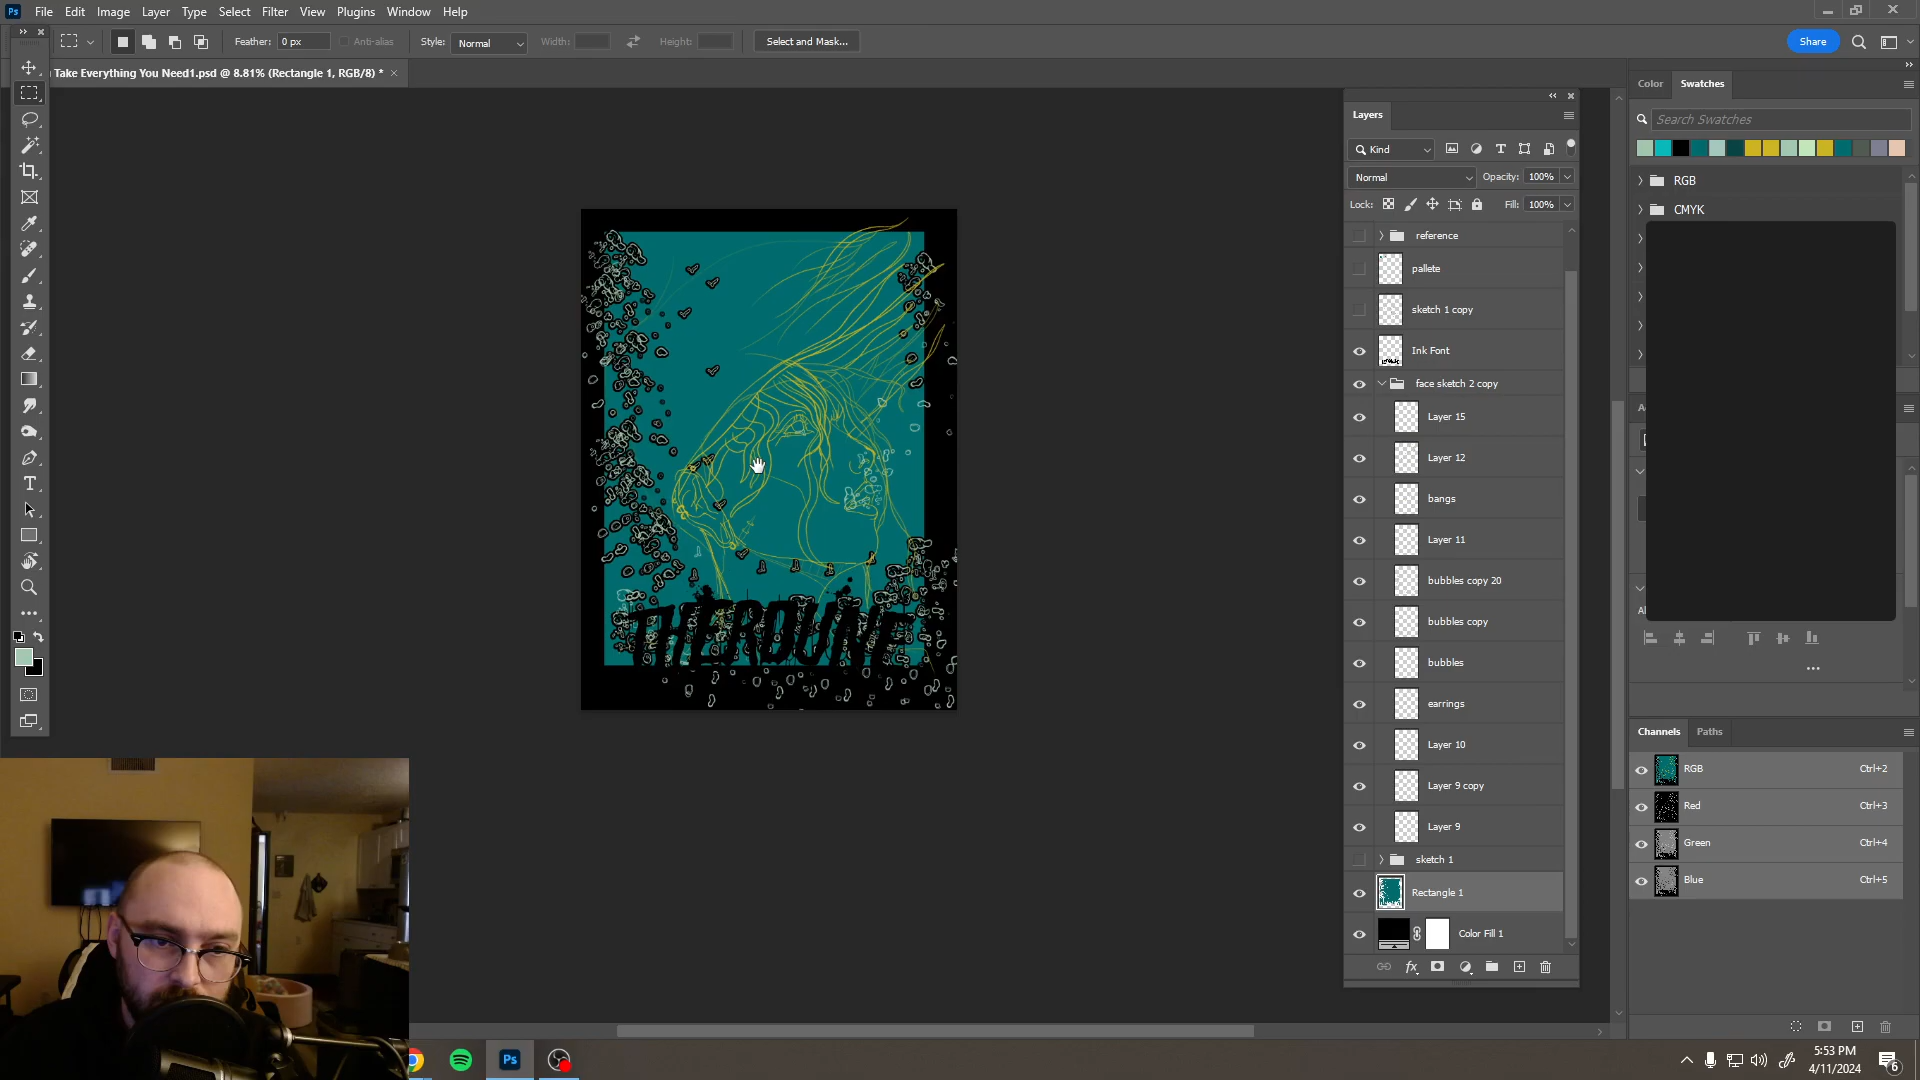 Ps File Edit Image Layer Type Select Filter View Plugins Window Help
Feather: 0 px Anti-alias Style: Normal Width: Height: Select and Mask... Share
Take Everything You Need1.psd @ 8.81% (Rectangle 1, RGB/8) * ×
Layers
Kind
Normal Opacity: 100%
Lock: Fill: 100%
reference
pallete
sketch 1 copy
Ink Font
face sketch 2 copy
Layer 15
Layer 12
bangs
Layer 11
bubbles copy 20
bubbles copy
bubbles
earrings
Layer 10
Layer 9 copy
Layer 9
sketch 1
Rectangle 1
Color Fill 1
fx
Color Swatches
Search Swatches
RGB
CMYK
Channels Paths
RGB Ctrl+2
Red Ctrl+3
Green Ctrl+4
Blue Ctrl+5
Ps
5:53 PM
4/11/2024
6